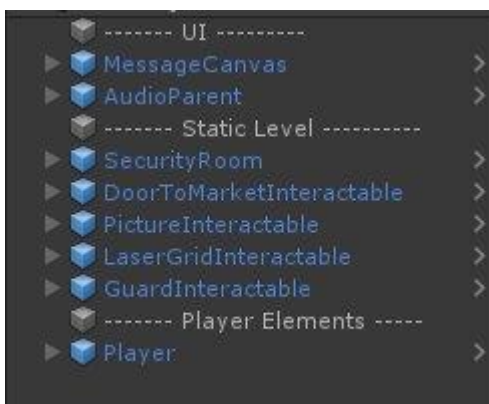 ------- UI ---------
MessageCanvas
AudioParent
------- Static Level ----------
SecurityRoom
DoorToMarketInteractable
PictureInteractable
LaserGridInteractable
GuardInteractable
------- Player Elements -----
Player